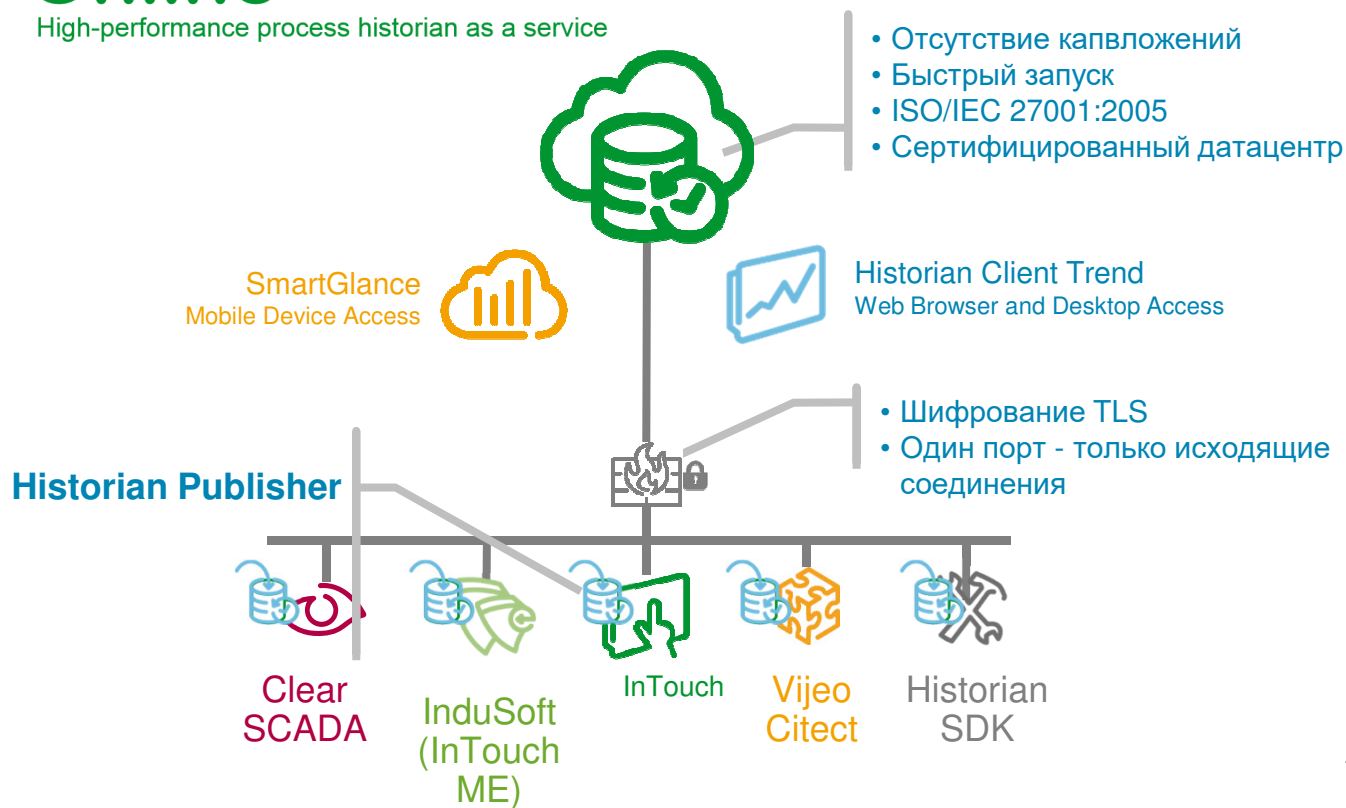 High-performance process historian as a service
• Отсутствие капвложений
• Быстрый запуск
• ISO/IEC 27001:2005
• Сертифицированный датацентр
SmartGlance
Mobile Device Access
Historian Client Trend
Web Browser and Desktop Access
• Шифрование TLS
• Один порт - только исходящие
соединения
Historian Publisher
Clear
SCADA
InduSoft
(InTouch
ME)
InTouch
Vijeo
Citect
Historian
SDK